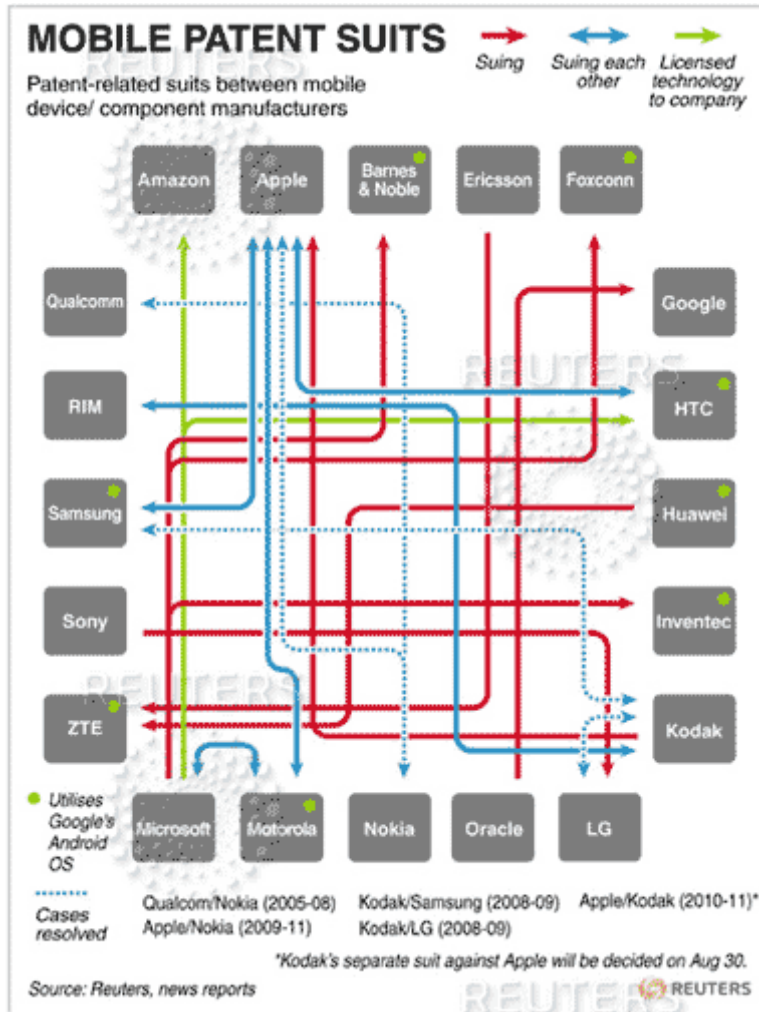 MOBILE PATENT SUITS
Patent-related suits between mobile
device/ component manufacturers
Suing
Suing each
other
Licensed
technology
to company
Amazon
Apple
Barnes
& Noble
Ericsson
Foxconn
Qualcomm
Google
RIM
HTC
Samsung
Huawei
Sony
Inventec
ZTE
Kodak
Microsoft
Motorola
Nokia
Oracle
LG
Utilises
Google's
Android
OS
Cases
resolved
Qualcom/Nokia (2005-08)
Apple/Nokia (2009-11)
Kodak/Samsung (2008-09)
Kodak/LG (2008-09)
Apple/Kodak (2010-11)*
*Kodak's separate suit against Apple will be decided on Aug 30.
Source: Reuters, news reports
REUTERS
REUTERS
REUTERS
REUTERS
REUTERS